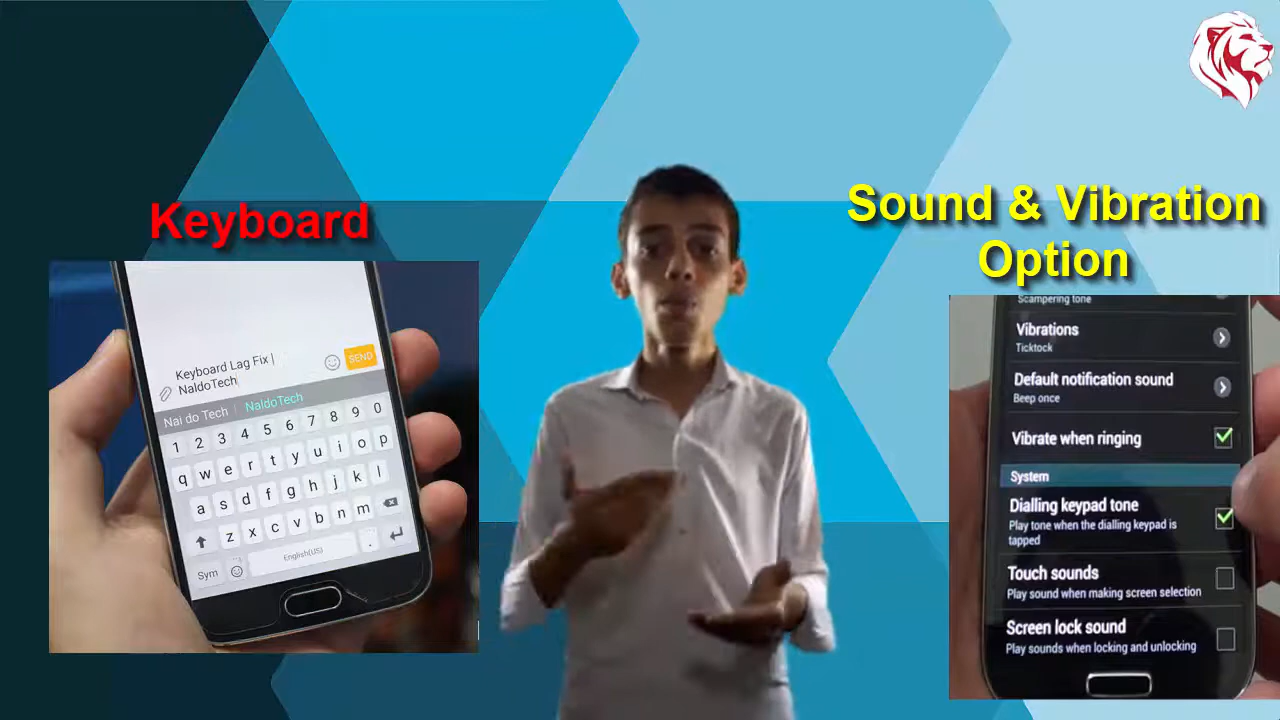 Keyboard
Keyboard Lag Fix |
NaldoTech
SEND
Nai do Tech
NaldoTech
1 2 3 4 5 6 7 8 9 0
q w e r t y u i o p
a s d f g h j k l
z x c v b n m
English(US) .
Sym
Sound & Vibration
Option
Scampering tone
Vibrations
Ticktock
Default notification sound
Beep once
Vibrate when ringing
System
Dialling keypad tone
Play tone when the dialling keypad is
tapped
Touch sounds
Play sound when making screen selection
Screen lock sound
Play sounds when locking and unlocking